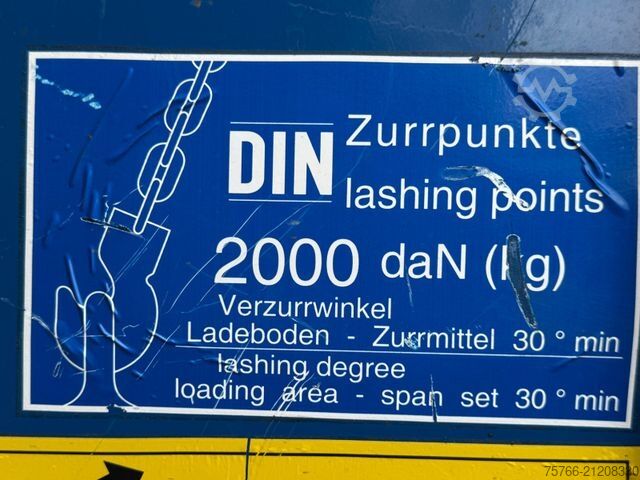 DIN
Zurrpunkte
lashing points
2000 daN (kg)
Verzurrwinkel
Ladeboden - Zurrmittel 30 ° min
lashing degree
loading area - span set 30 ° min
75766-21208330